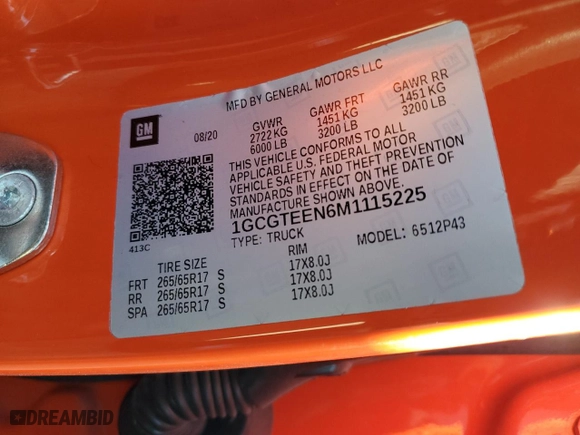 MFD BY GENERAL MOTORS LLC
GM
08/20
GVWR GAWR FRT GAWR RR
2722 KG 1451 KG 1451 KG
6000 LB 3200 LB 3200 LB
THIS VEHICLE CONFORMS TO ALL
APPLICABLE U.S. FEDERAL MOTOR
VEHICLE SAFETY AND THEFT PREVENTION
STANDARDS IN EFFECT ON THE DATE OF
MANUFACTURE SHOWN ABOVE.
1GCGTEEN6M1115225
TYPE: TRUCK MODEL: 6512P43
413C
TIRE SIZE RIM
FRT 265/65R17 S 17X8.0J
RR 265/65R17 S 17X8.0J
SPA 265/65R17 S 17X8.0J
DREAMBID